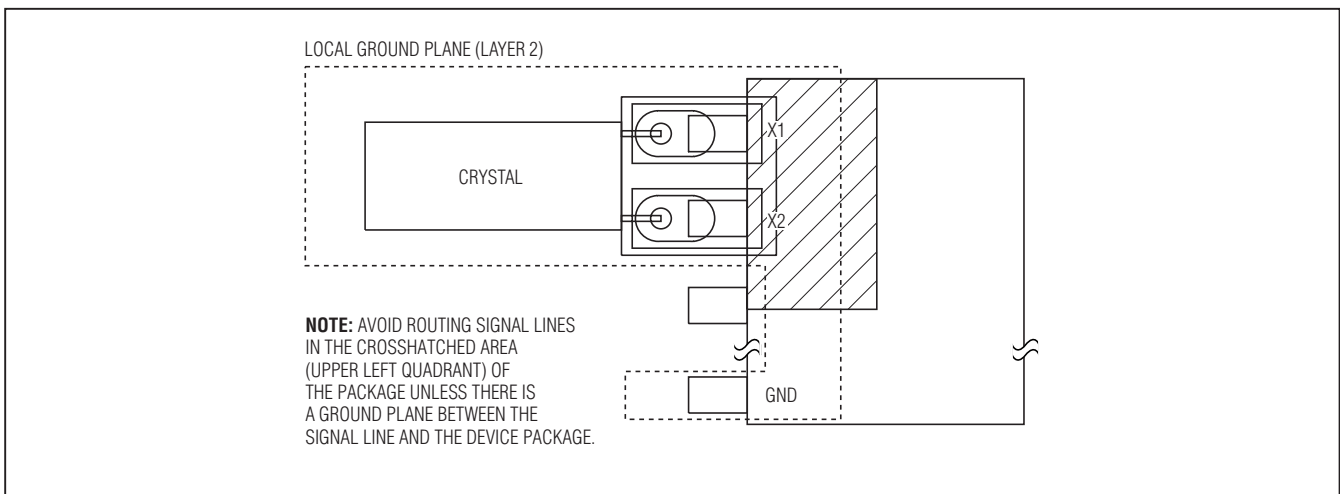 LOCAL GROUND PLANE (LAYER 2)
X1
CRYSTAL
X2
NOTE: AVOID ROUTING SIGNAL LINES
IN THE CROSSHATCHED AREA
(UPPER LEFT QUADRANT) OF
THE PACKAGE UNLESS THERE IS
A GROUND PLANE BETWEEN THE
SIGNAL LINE AND THE DEVICE PACKAGE.
GND